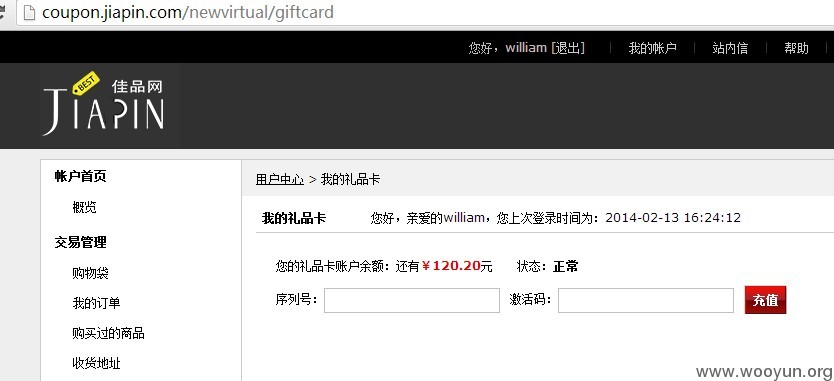 coupon.jiapin.com/newvirtual/giftcard
您好，william [退出] | 我的帐户 | 站内信 | 帮助
BEST 佳品网
JIAPIN
帐户首页
概览
交易管理
购物袋
我的订单
购买过的商品
收货地址
用户中心 > 我的礼品卡
我的礼品卡 您好，亲爱的william，您上次登录时间为：2014-02-13 16:24:12
您的礼品卡账户余额：还有￥120.20元 状态：正常
序列号： 激活码： 充值
www.wooyun.org